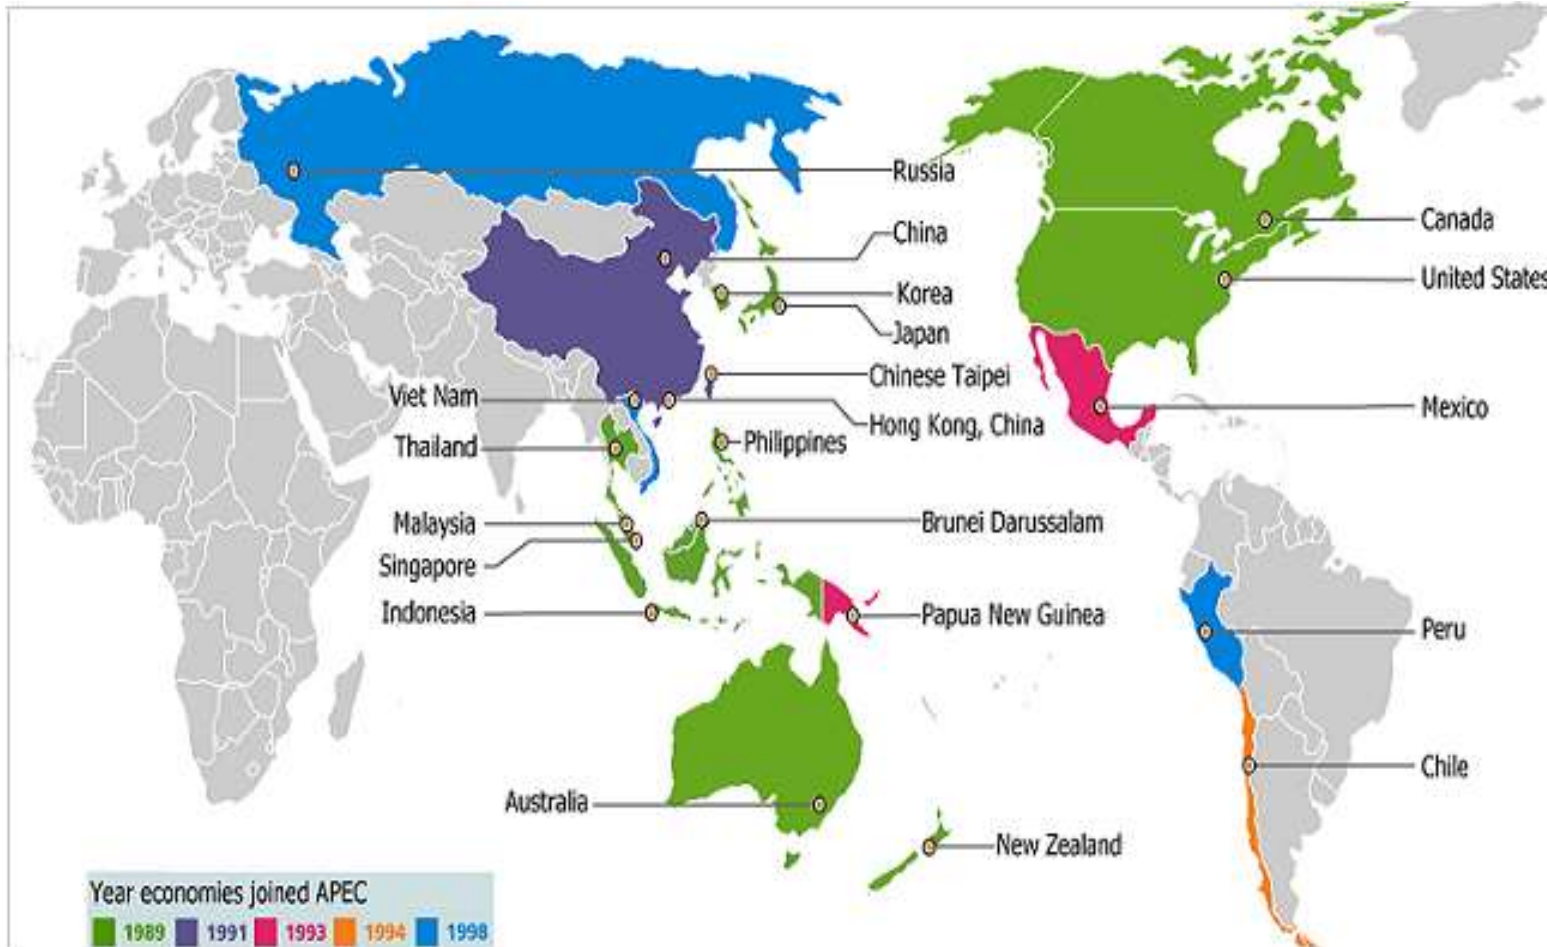 Russia
China
Canada
Korea
United States
Japan
Chinese Taipei
Viet Nam
Mexico
Hong Kong, China
Thailand
Philippines
Malaysia
Brunei Darussalam
Singapore
Indonesia
Papua New Guinea
Peru
Chile
Australia
New Zealand
Year economies joined APEC
1989 1991 1993 1994 1998